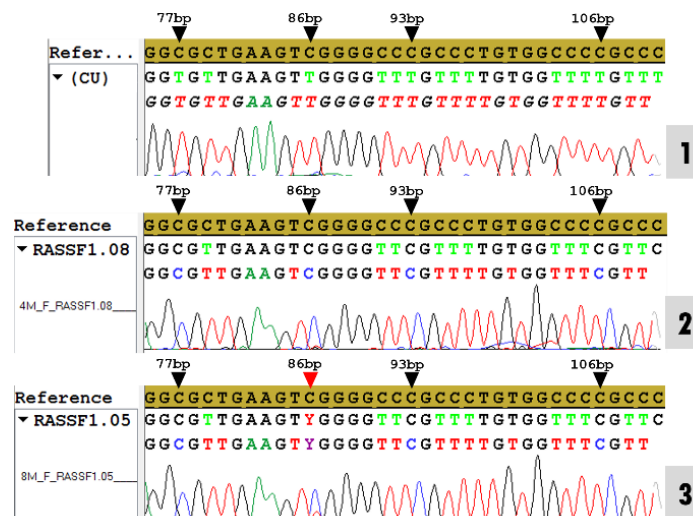 77bp 86bp 93bp 106bp
Refer... GGCGCTGAAGTCGGGGCCCGCCCTGTGGCCCCGCCC
(CU) GGTGTTGAAGTTGGGGTTTGTTTTGTGGTTTTGTTT
GGTGTTGAAGTTGGGGTTTGTTTTGTGGTTTTGTT
1
77bp 86bp 93bp 106bp
Reference GGCGCTGAAGTCGGGGCCCGCCCTGTGGCCCCGCCC
RASSF1.08 GGCGTTGAAGTCGGGGTTCGTTTTGTGGTTTCGTTC
GGCGTTGAAGTCGGGGTTCGTTTTGTGGTTTCGTT
4M_F_RASSF1.08
2
77bp 86bp 93bp 106bp
Reference GGCGCTGAAGTCGGGGCCCGCCCTGTGGCCCCGCCC
RASSF1.05 GGCGTTGAAGTYGGGGTTCGTTTTGTGGTTTCGTTC
GGCGTTGAAGTYGGGGTTCGTTTTGTGGTTTCGTT
8M_F_RASSF1.05
3